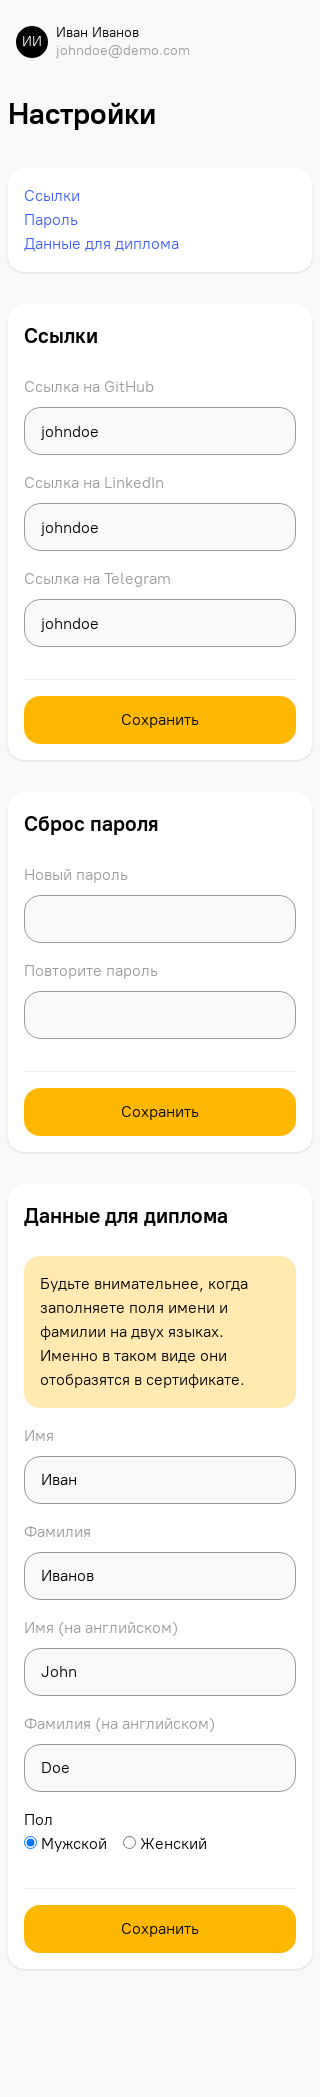 ИИ
Иван Иванов
johndoe@demo.com
Настройки
Ссылки
Пароль
Данные для диплома
Ссылки
Ссылка на GitHub
johndoe
Ссылка на LinkedIn
johndoe
Ссылка на Telegram
johndoe
Сохранить
Сброс пароля
Новый пароль
Повторите пароль
Сохранить
Данные для диплома
Будьте внимательнее, когда
заполняете поля имени и
фамилии на двух языках.
Именно в таком виде они
отобразятся в сертификате.
Имя
Иван
Фамилия
Иванов
Имя (на английском)
John
Фамилия (на английском)
Doe
Пол
Мужской Женский
Сохранить